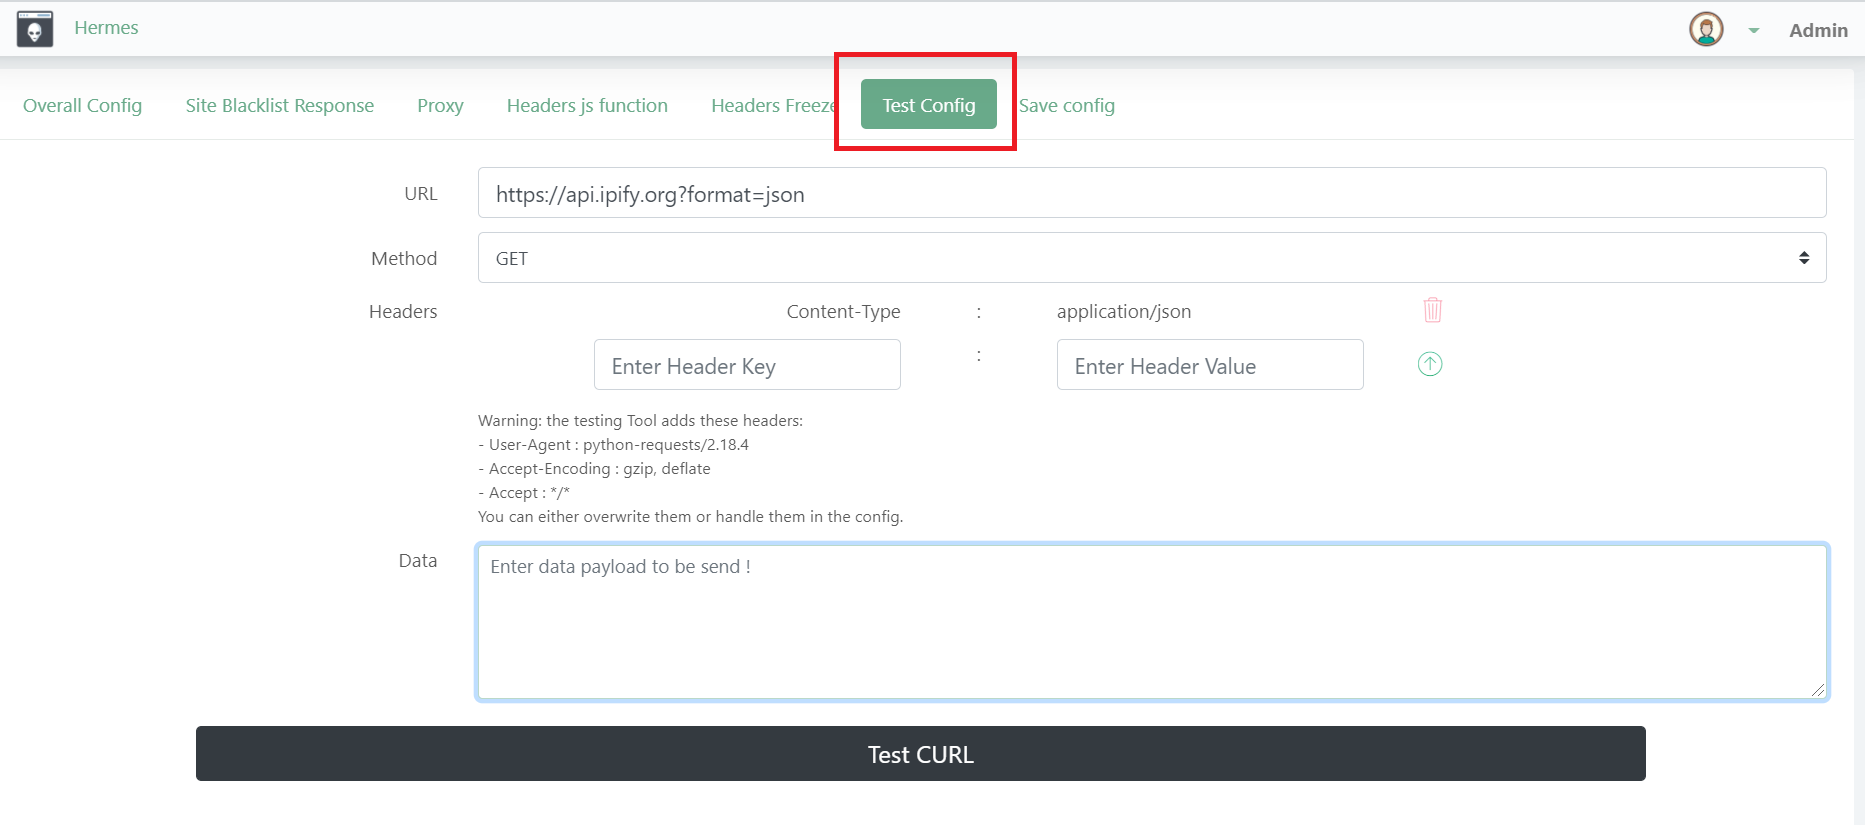 Hermes
Admin
Overall Config Site Blacklist Response Proxy Headers js function Headers Freeze Test Config Save config
URL https://api.ipify.org?format=json
Method GET
Headers Content-Type : application/json
Enter Header Key : Enter Header Value
Warning: the testing Tool adds these headers:
- User-Agent : python-requests/2.18.4
- Accept-Encoding : gzip, deflate
- Accept : */*
You can either overwrite them or handle them in the config.
Data Enter data payload to be send !
Test CURL